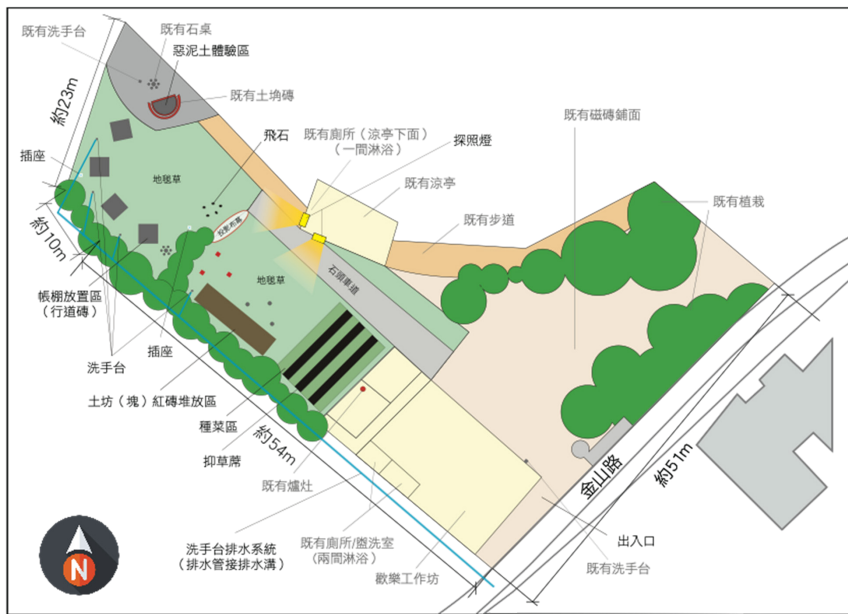 既有洗手台
既有石桌
惡泥土體驗區
既有土埆磚
約23m
飛石
既有廁所（涼亭下面）
（一間淋浴）
探照燈
既有磁磚鋪面
插座
地毯草
既有涼亭
既有植栽
既有步道
投影布幕
約10m
地毯草
石頭車道
帳棚放置區
（行道磚）
洗手台
插座
土坊（塊）紅磚堆放區
種菜區
抑草蓆
約54m
既有爐灶
金山路
約51m
洗手台排水系統
（排水管接排水溝）
既有廁所/盥洗室
（兩間淋浴）
歡樂工作坊
出入口
既有洗手台
N